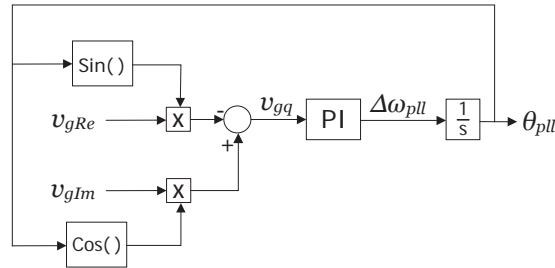 Sin()
v_gRe
X
-
+
v_gq
PI
Δω_pll
1/s
θ_pll
v_gIm
X
Cos()